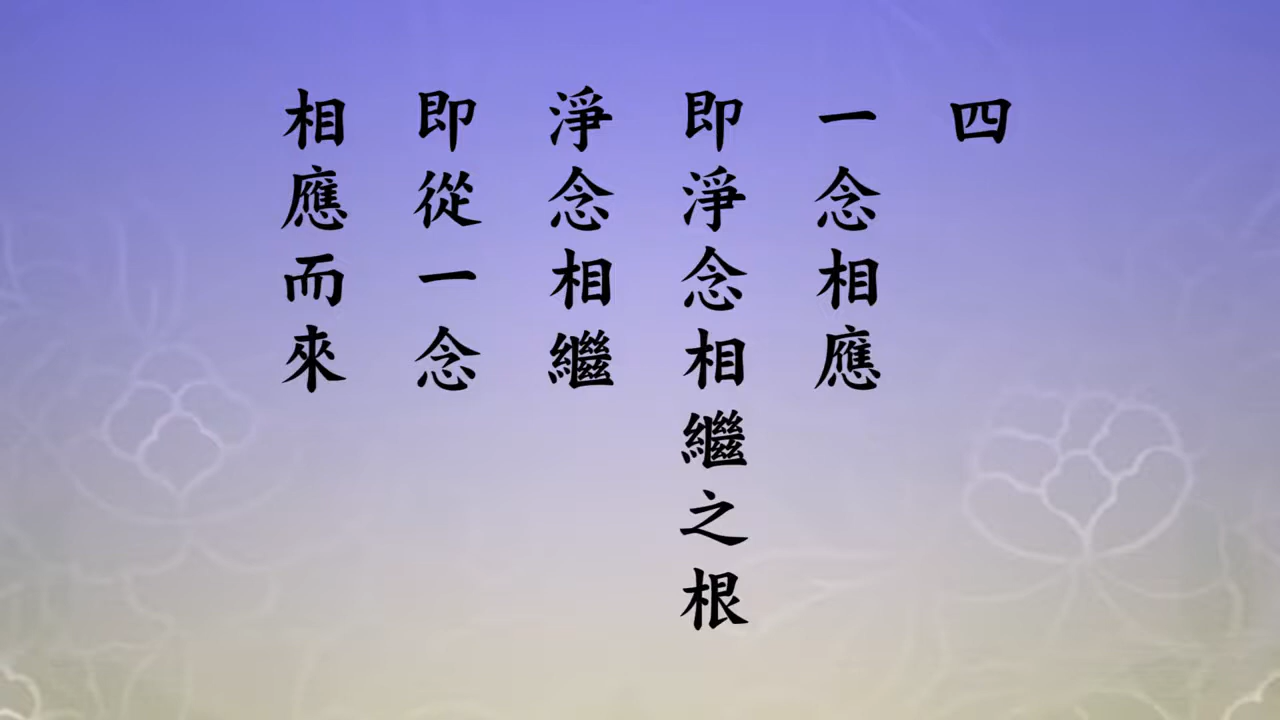 四
一念相應
即淨念相繼之根
淨念相繼
即從一念
相應而來